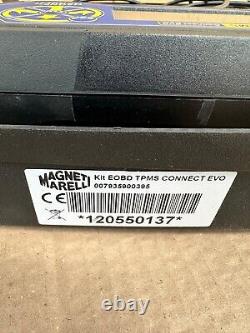 MAGNETI
MARELLI
Kit EOBD TPMS CONNECT EVO
007935900395
CE
*120550137*